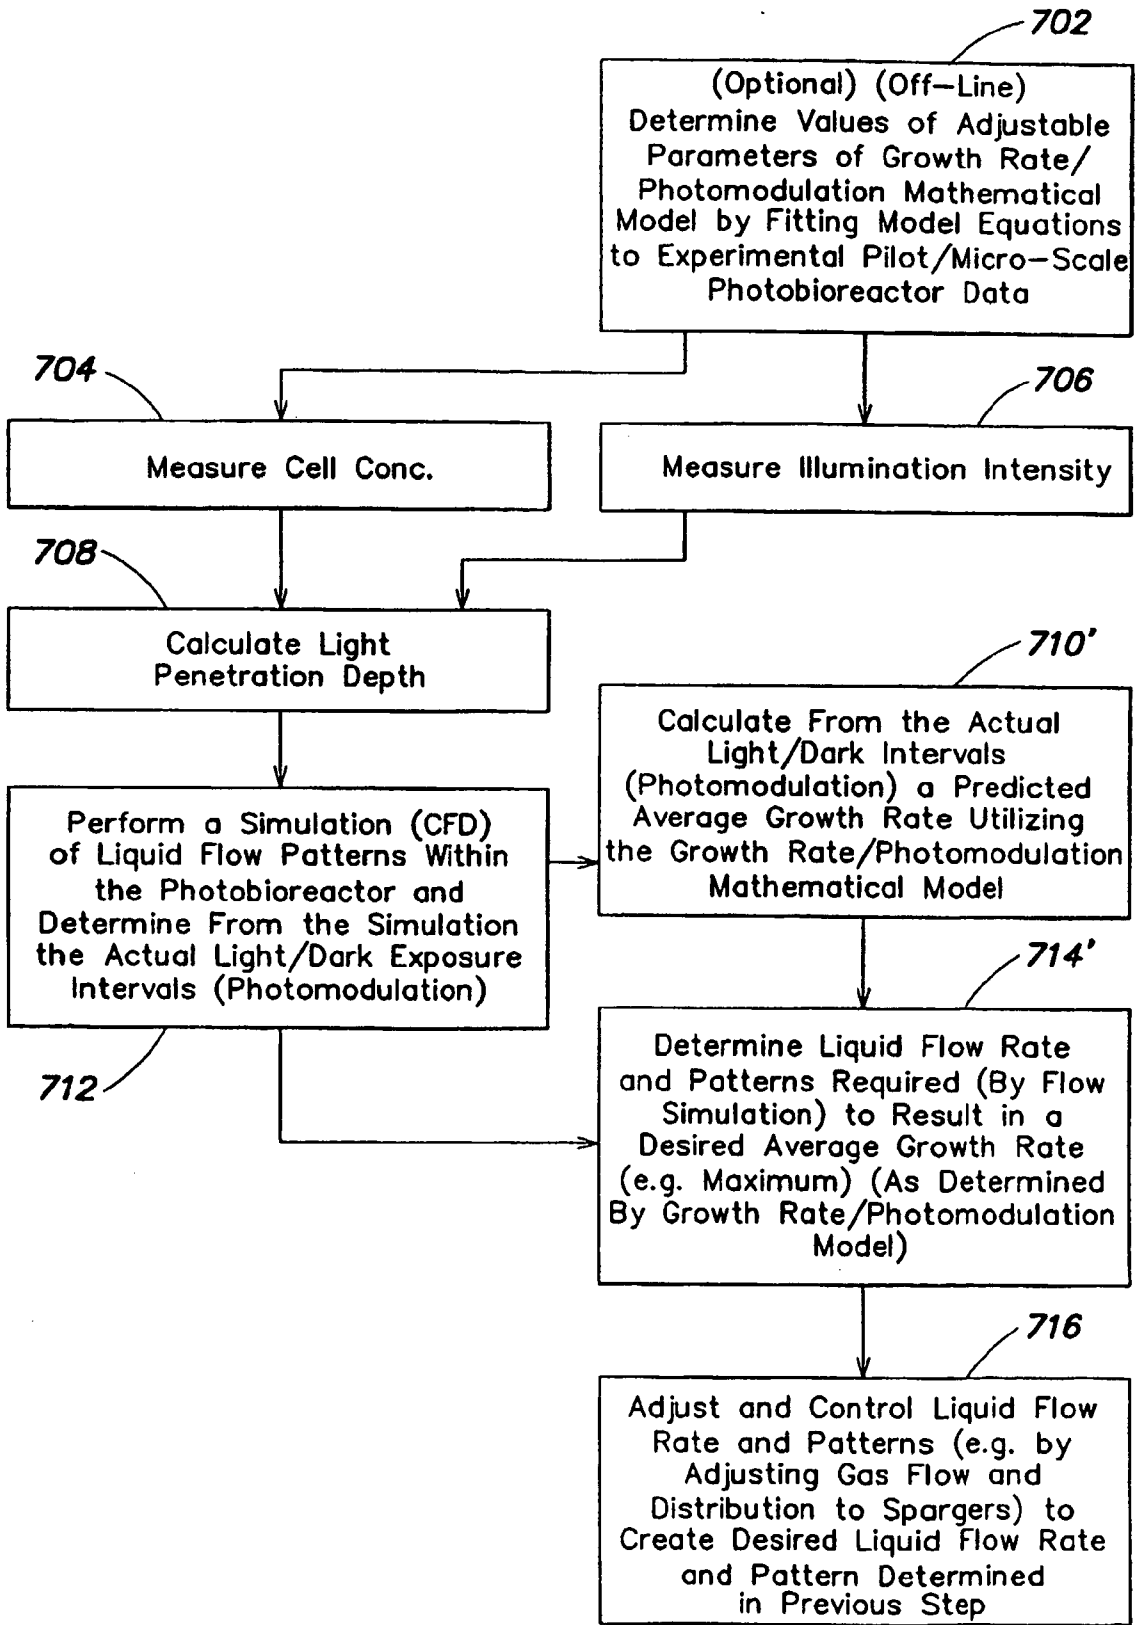 702
(Optional) (Off-Line)
Determine Values of Adjustable
Parameters of Growth Rate/
Photomodulation Mathematical
Model by Fitting Model Equations
to Experimental Pilot/Micro-Scale
Photobioreactor Data
704
706
Measure Cell Conc.
Measure Illumination Intensity
708
Calculate Light
Penetration Depth
710'
Calculate From the Actual
Light/Dark Intervals
(Photomodulation) a Predicted
Average Growth Rate Utilizing
the Growth Rate/Photomodulation
Mathematical Model
Perform a Simulation (CFD)
of Liquid Flow Patterns Within
the Photobioreactor and
Determine From the Simulation
the Actual Light/Dark Exposure
Intervals (Photomodulation)
712
714'
Determine Liquid Flow Rate
and Patterns Required (By Flow
Simulation) to Result in a
Desired Average Growth Rate
(e.g. Maximum) (As Determined
By Growth Rate/Photomodulation
Model)
716
Adjust and Control Liquid Flow
Rate and Patterns (e.g. by
Adjusting Gas Flow and
Distribution to Spargers) to
Create Desired Liquid Flow Rate
and Pattern Determined
in Previous Step